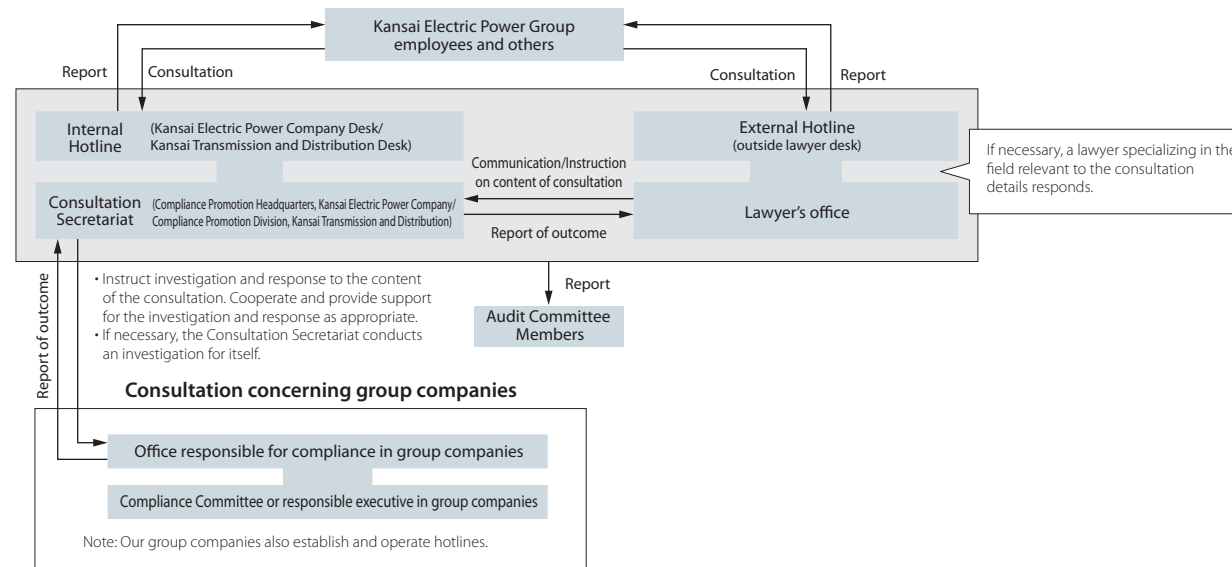 Kansai Electric Power Group
employees and others
Report
Consultation
Consultation
Report
Internal
Hotline
(Kansai Electric Power Company Desk/
Kansai Transmission and Distribution Desk)
External Hotline
(outside lawyer desk)
If necessary, a lawyer specializing in the
field relevant to the consultation
details responds.
Communication/Instruction
on content of consultation
Consultation
Secretariat
(Compliance Promotion Headquarters, Kansai Electric Power Company/
Compliance Promotion Division, Kansai Transmission and Distribution)
Lawyer's office
Report of outcome
Report of outcome
• Instruct investigation and response to the content
of the consultation. Cooperate and provide support
for the investigation and response as appropriate.
• If necessary, the Consultation Secretariat conducts
an investigation for itself.
Report
Audit Committee
Members
Consultation concerning group companies
Office responsible for compliance in group companies
Compliance Committee or responsible executive in group companies
Note: Our group companies also establish and operate hotlines.